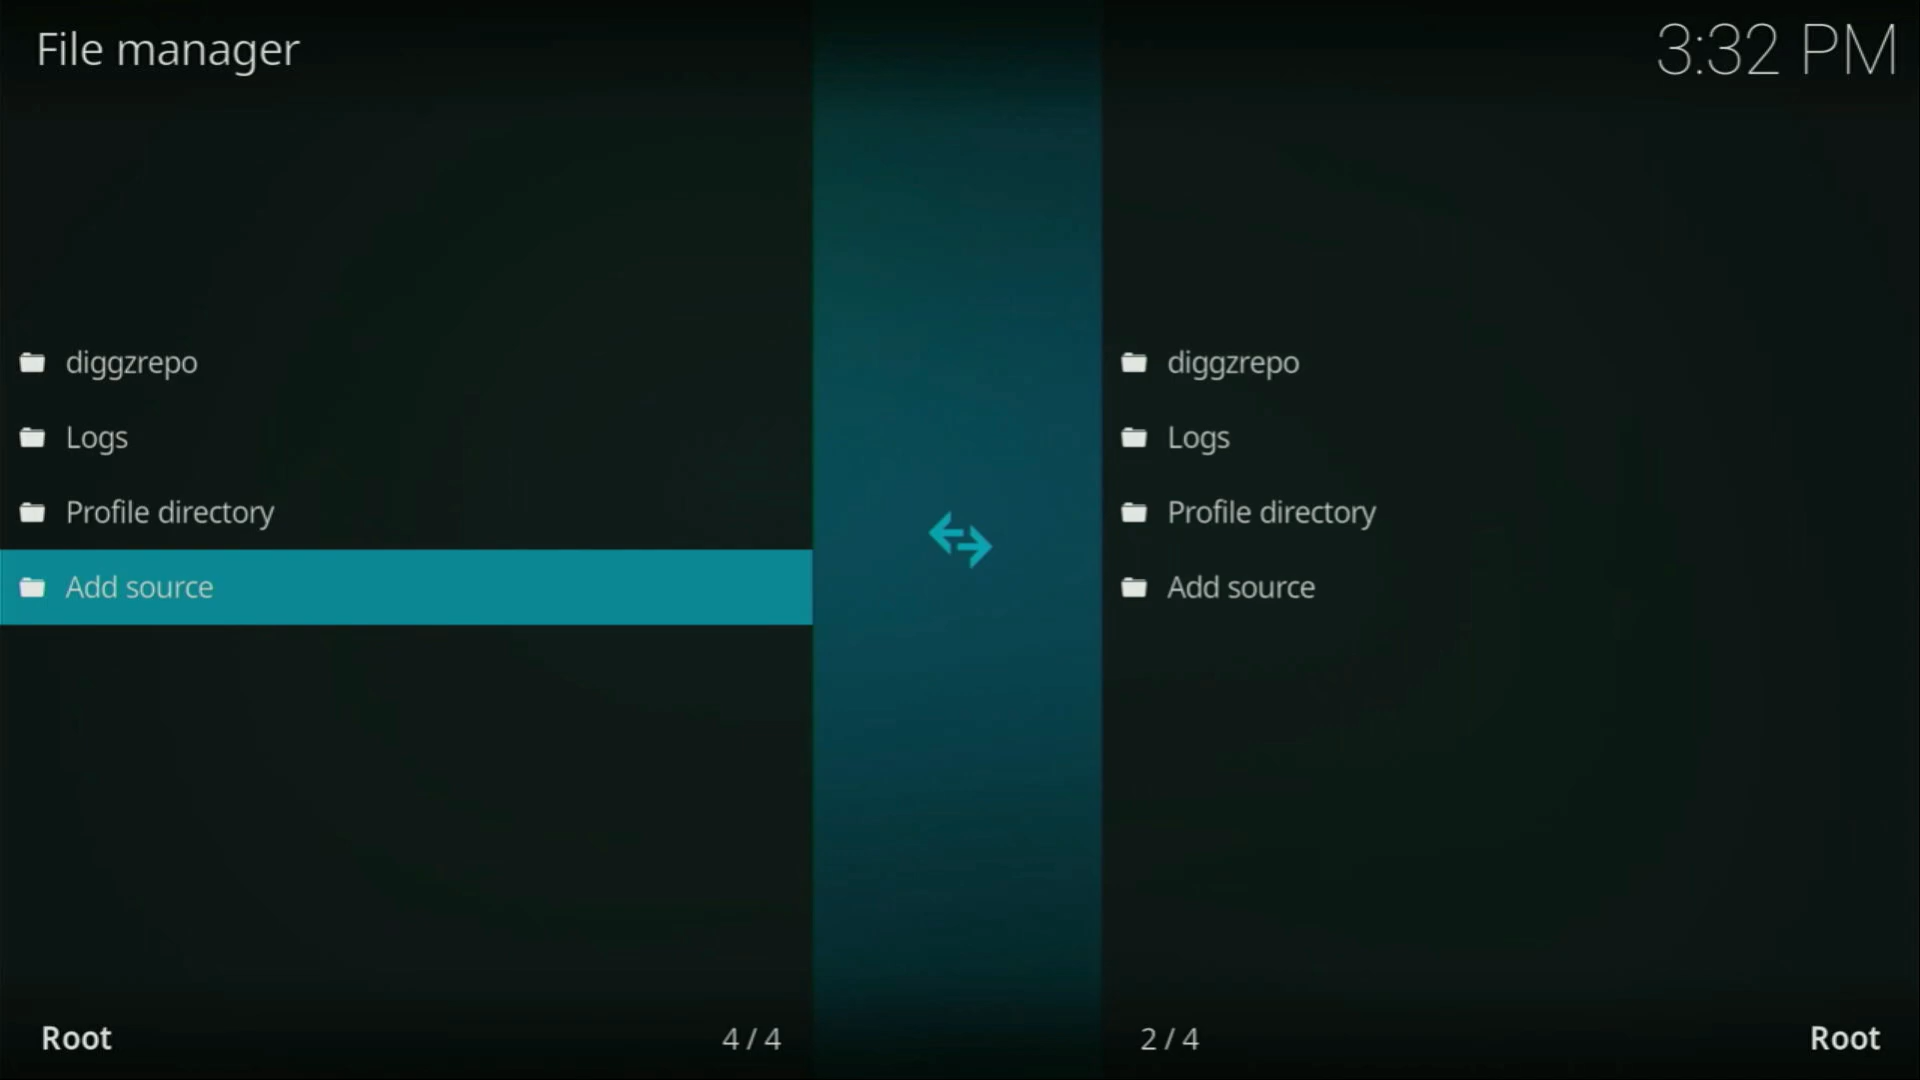 File manager
3:32 PM
diggzrepo
Logs
Profile directory
Add source
diggzrepo
Logs
Profile directory
Add source
Root
4 / 4
2 / 4
Root